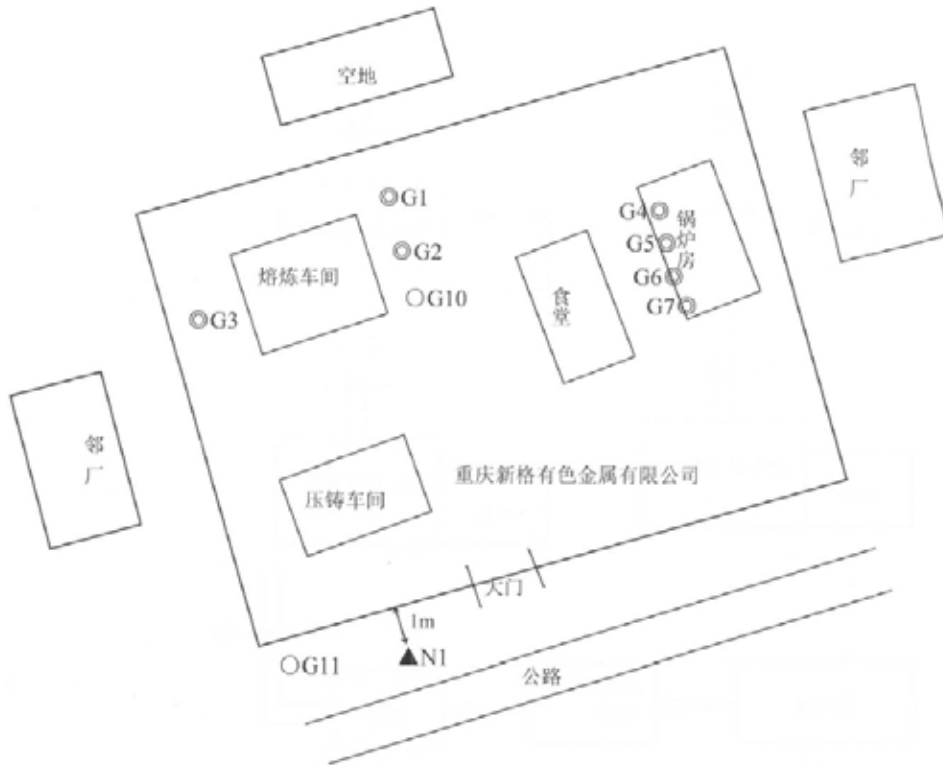 空地
邻厂
◎G1
G4◎
锅炉房
G5◎
◎G2
熔炼车间
G6◎
○G10
食堂
G7◎
◎G3
邻厂
重庆新格有色金属有限公司
压铸车间
大门
1m
▲N1
○G11
公路